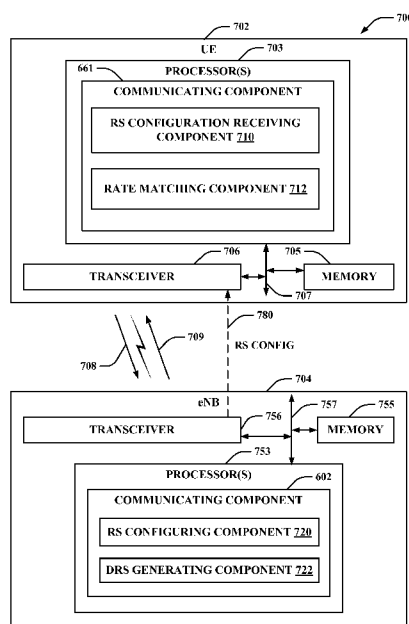 700
702
UE
703
PROCESSOR(S)
661
COMMUNICATING COMPONENT
RS CONFIGURATION RECEIVING
COMPONENT 710
RATE MATCHING COMPONENT 712
706
705
TRANSCEIVER
MEMORY
707
709
780
708
RS CONFIG
704
eNB
756
757
755
TRANSCEIVER
MEMORY
753
PROCESSOR(S)
602
COMMUNICATING COMPONENT
RS CONFIGURING COMPONENT 720
DRS GENERATING COMPONENT 722